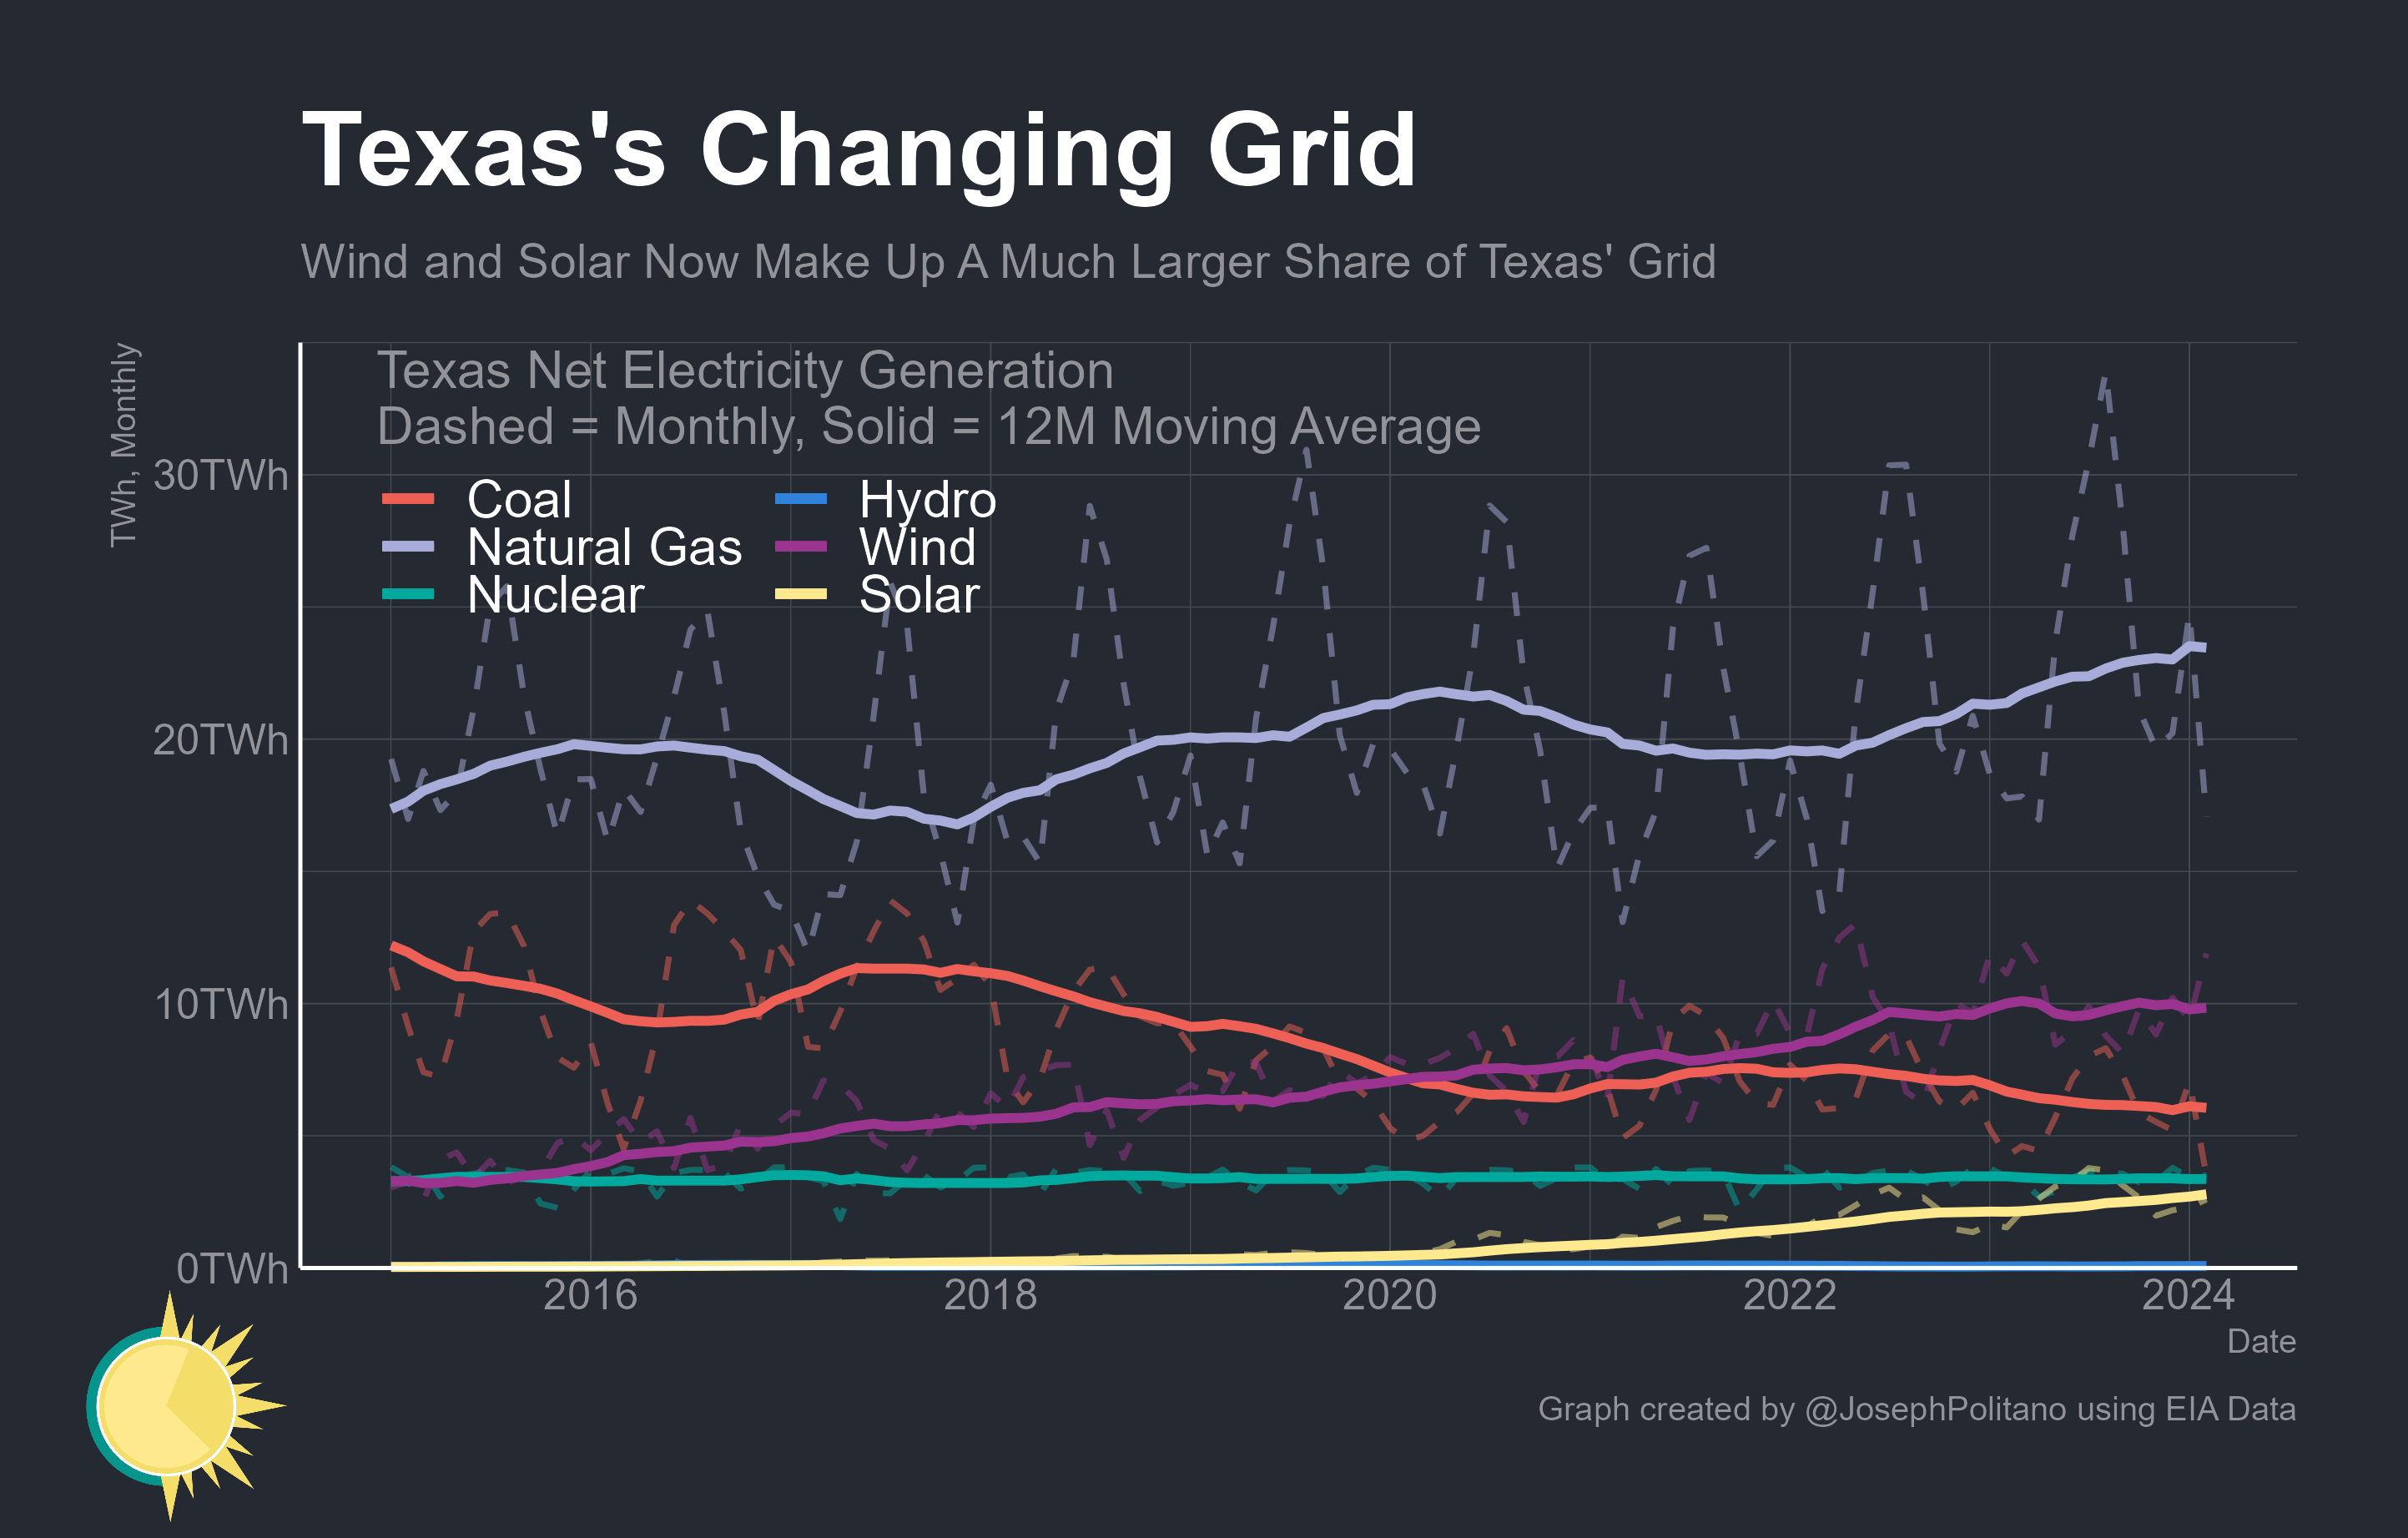 Texas's Changing Grid
Wind and Solar Now Make Up A Much Larger Share of Texas' Grid
TWh, Monthly
Texas Net Electricity Generation
Dashed = Monthly, Solid = 12M Moving Average
Coal
Natural Gas
Nuclear
Hydro
Wind
Solar
30TWh
20TWh
10TWh
0TWh
2016
2018
2020
2022
2024
Date
Graph created by @JosephPolitano using EIA Data